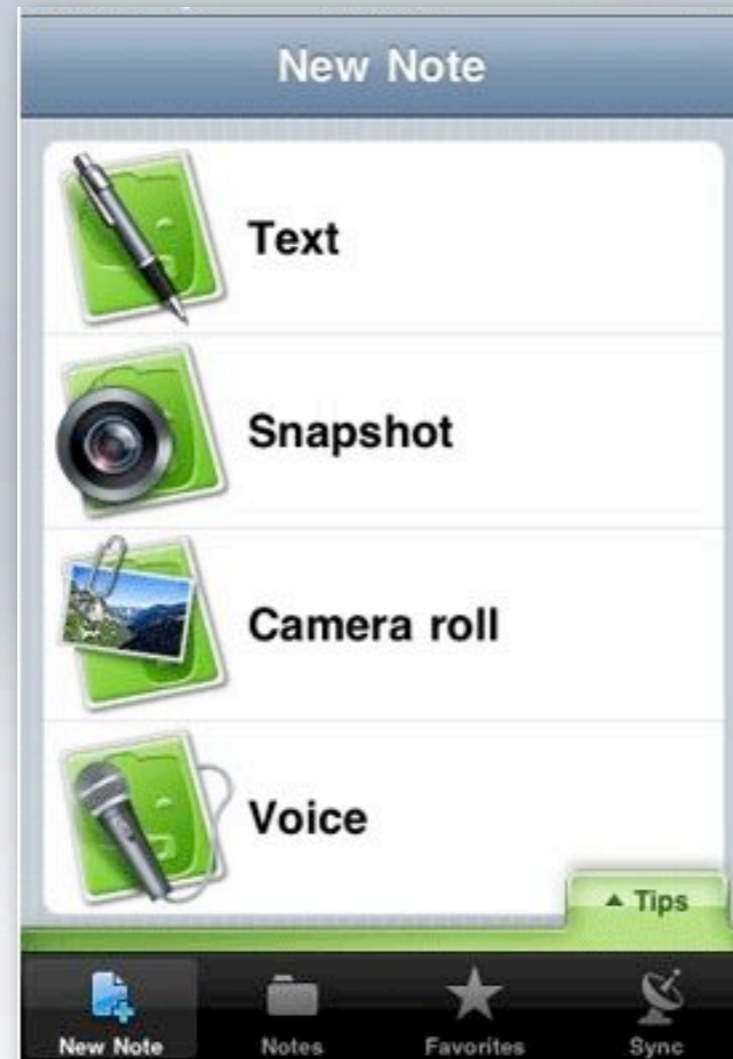 New Note
Text
Snapshot
Camera roll
Voice
▲ Tips
New Note Notes Favorites Sync